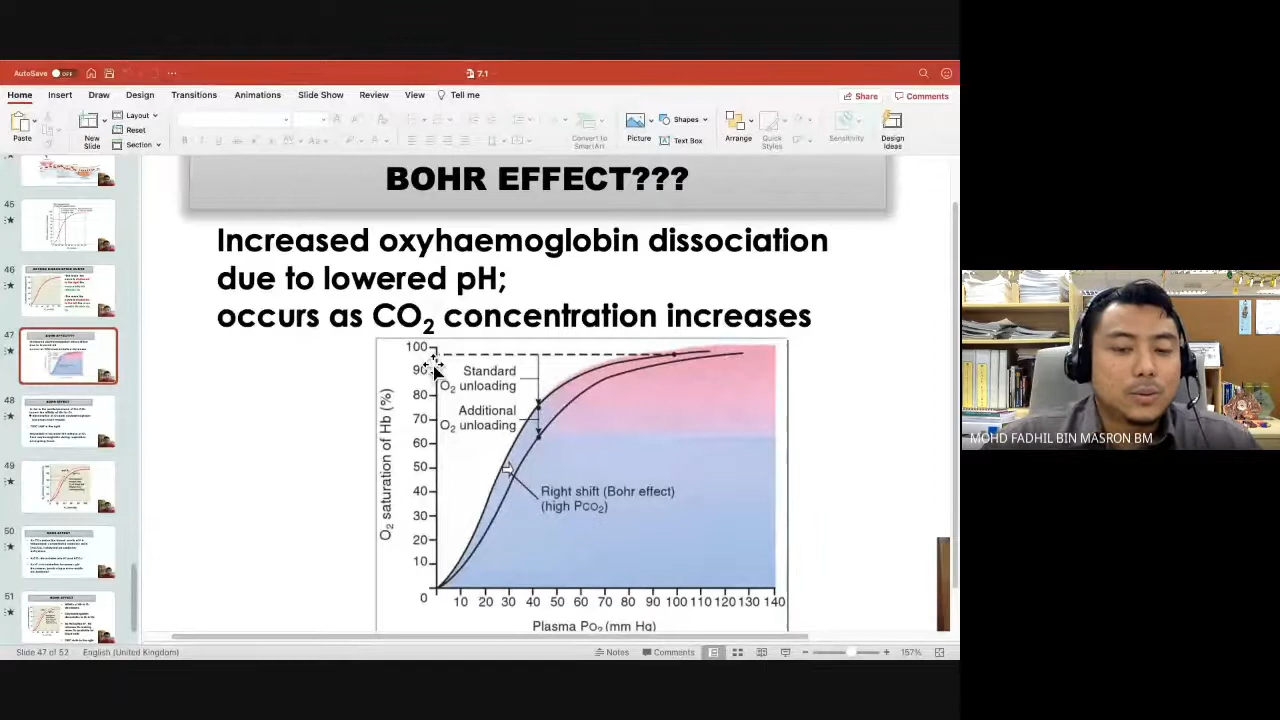 AutoSave OFF
7.1
Home Insert Draw Design Transitions Animations Slide Show Review View Tell me
Share Comments
Paste
New Slide
Layout
Reset
Section
Convert to SmartArt
Picture
Shapes
Text Box
Arrange
Quick Styles
Sensitivity
Design Ideas
45
46
47
48
49
50
51
BOHR EFFECT???
Increased oxyhaemoglobin dissociation
due to lowered pH;
occurs as CO2 concentration increases
O2 saturation of Hb (%)
100
90
80
70
60
50
40
30
20
10
0
Standard
O2 unloading
Additional
O2 unloading
Right shift (Bohr effect)
(high PCO2)
10 20 30 40 50 60 70 80 90 100 110 120 130 140
Plasma PO2 (mm Hg)
MOHD FADHIL BIN MASRON BM
Slide 47 of 52 English (United Kingdom) Notes Comments 157%